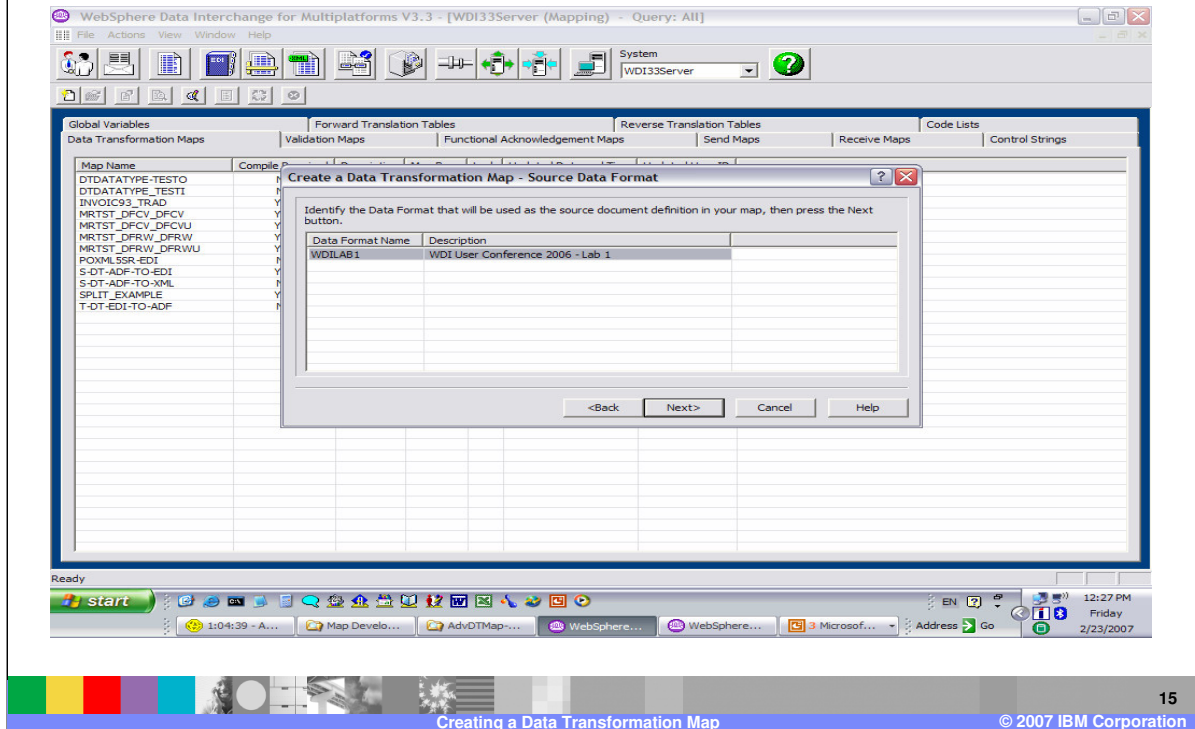 WebSphere Data Interchange for Multiplatforms V3.3 - [WDI33Server (Mapping) - Query: All]
File Actions View Window Help
System
WDI33Server
Global Variables Forward Translation Tables Reverse Translation Tables Code Lists
Data Transformation Maps Validation Maps Functional Acknowledgement Maps Send Maps Receive Maps Control Strings
Map Name Compile
DTDATATYPE-TESTO
DTDATATYPE_TESTI
INVOIC93_TRAD Y
MRTST_DFCV_DFCV Y
MRTST_DFCV_DFCVU Y
MRTST_DFRW_DFRW Y
MRTST_DFRW_DFRWU Y
POXML5SR-EDI
S-DT-ADF-TO-EDI Y
S-DT-ADF-TO-XML
SPLIT_EXAMPLE Y
T-DT-EDI-TO-ADF
Create a Data Transformation Map - Source Data Format
Identify the Data Format that will be used as the source document definition in your map, then press the Next
button.
Data Format Name Description
WDILAB1 WDI User Conference 2006 - Lab 1
<Back Next> Cancel Help
Ready
start EN 12:27 PM
1:04:39 - A... Map Develo... AdvDTMap-... WebSphere... WebSphere... 3 Microsof... Address Go Friday
2/23/2007
15
Creating a Data Transformation Map © 2007 IBM Corporation